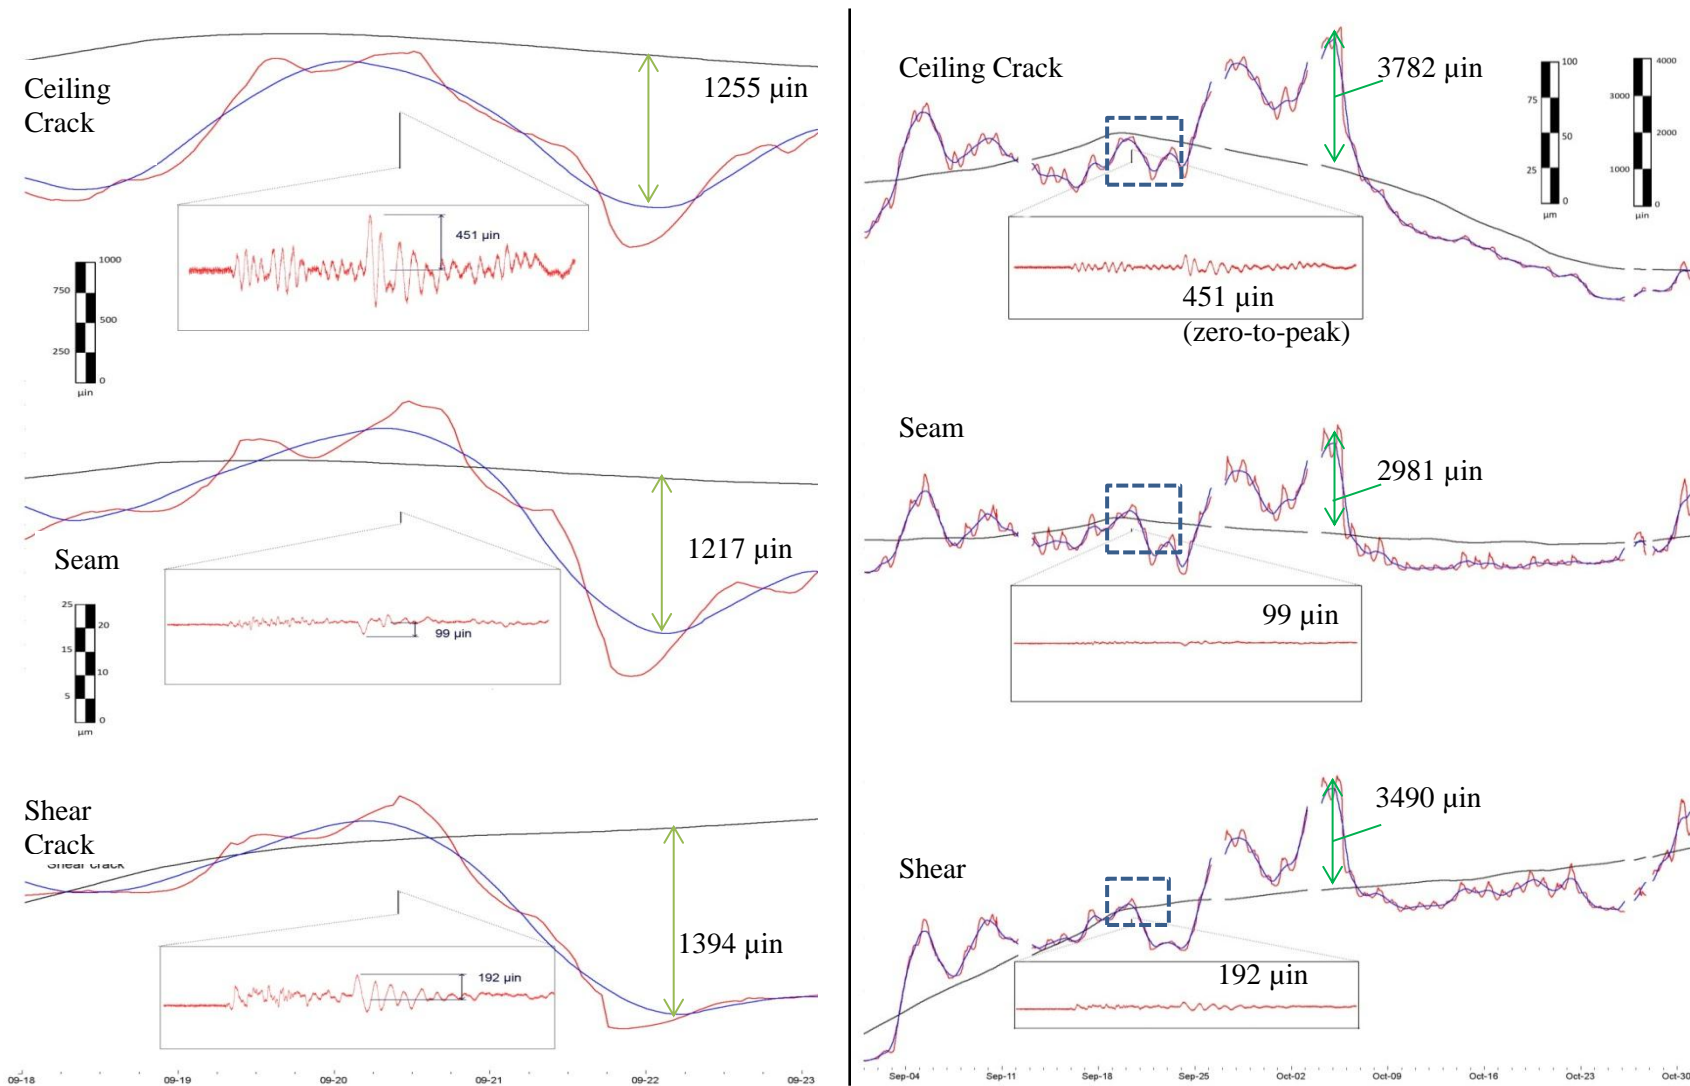 Ceiling
Crack
1255 µin
451 µin
1000
750
500
250
0
µin
Seam
1217 µin
99 µin
25
20
15
10
5
0
µm
Shear
Crack
Shear crack
1394 µin
192 µin
09-18
09-19
09-20
09-21
09-22
09-23
Ceiling Crack
3782 µin
100
75
50
25
0
µm
4000
3000
2000
1000
0
µin
451 µin
(zero-to-peak)
Seam
2981 µin
99 µin
Shear
3490 µin
192 µin
Sep-04
Sep-11
Sep-18
Sep-25
Oct-02
Oct-09
Oct-16
Oct-23
Oct-30